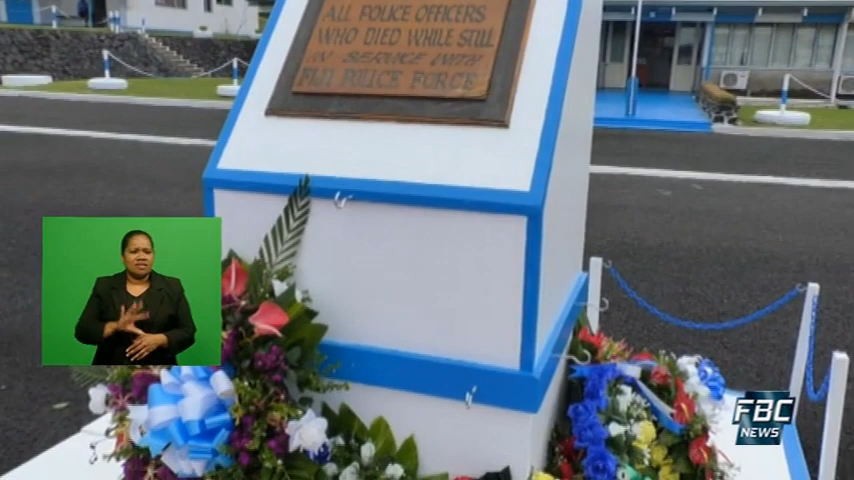 ALL POLICE OFFICERS
WHO DIED WHILE STILL
IN SERVICE WITH
FIJI POLICE FORCE
FBC
NEWS